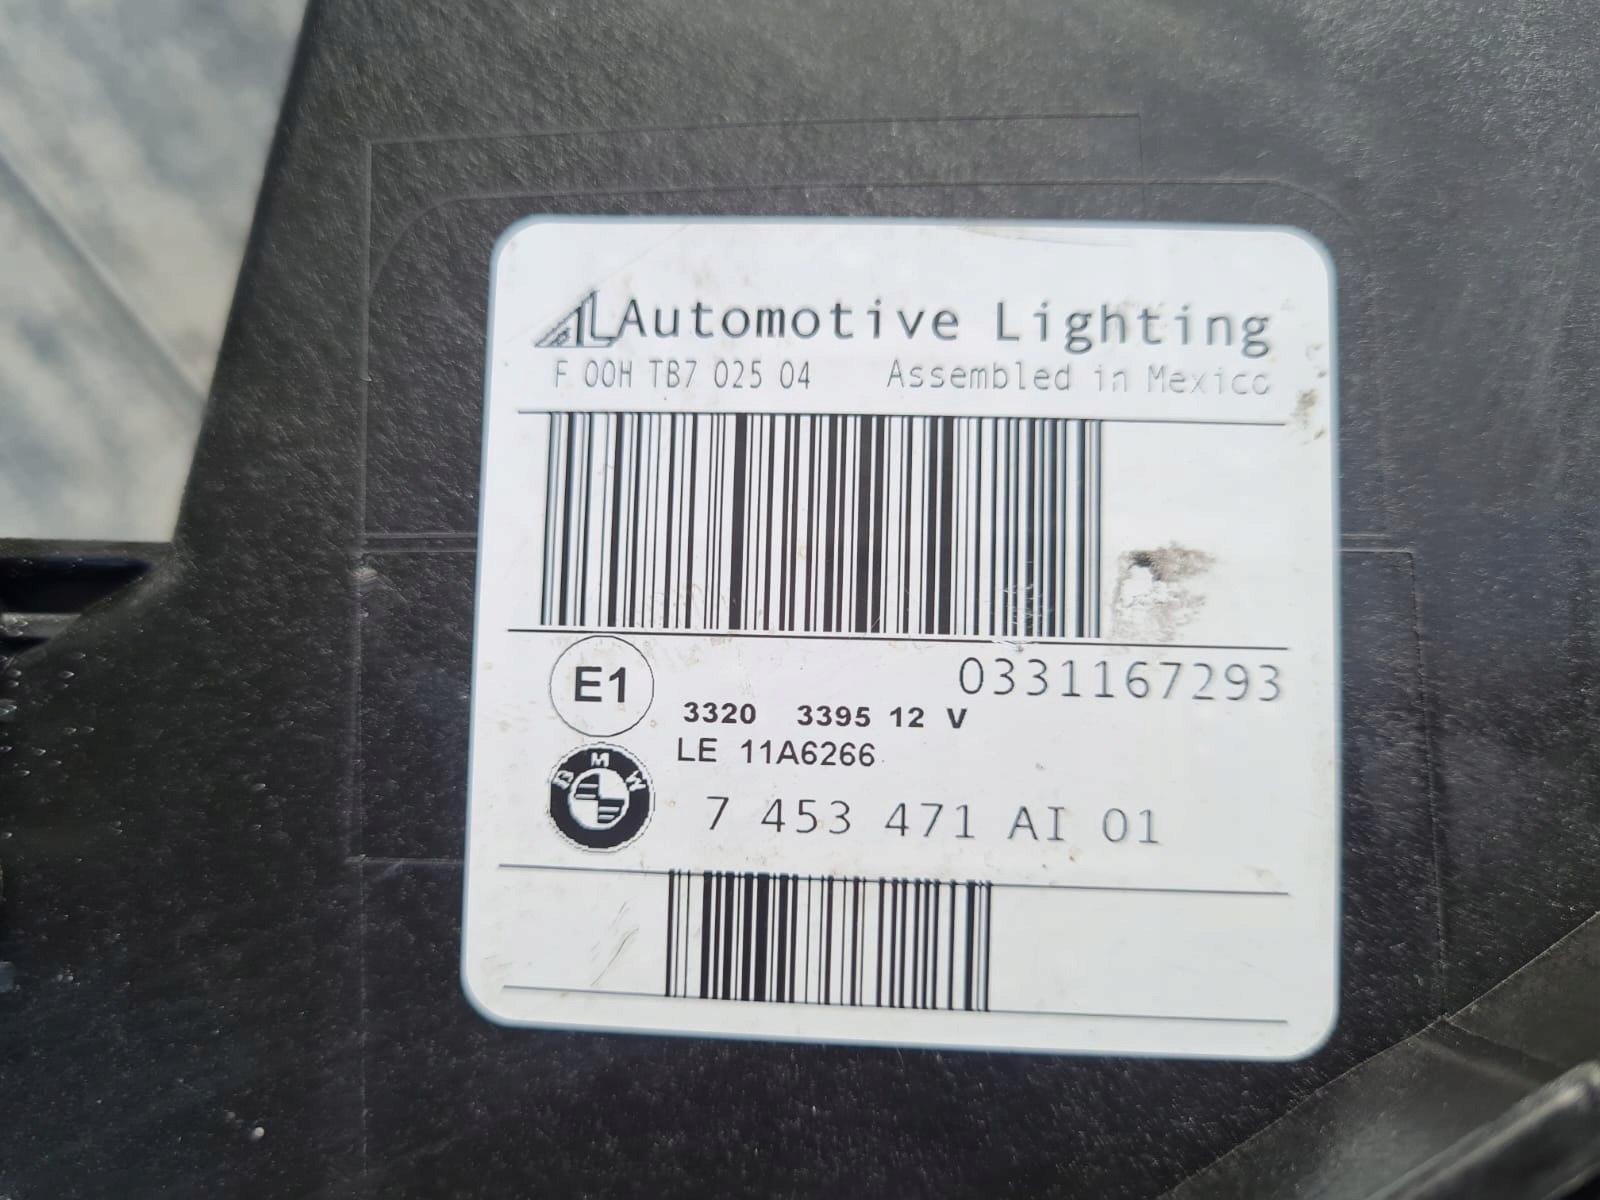 AL Automotive Lighting
F 00H TB7 025 04 Assembled in Mexico
0331167293
E1
3320 3395 12 V
LE 11A6266
BMW
7 453 471 AI 01